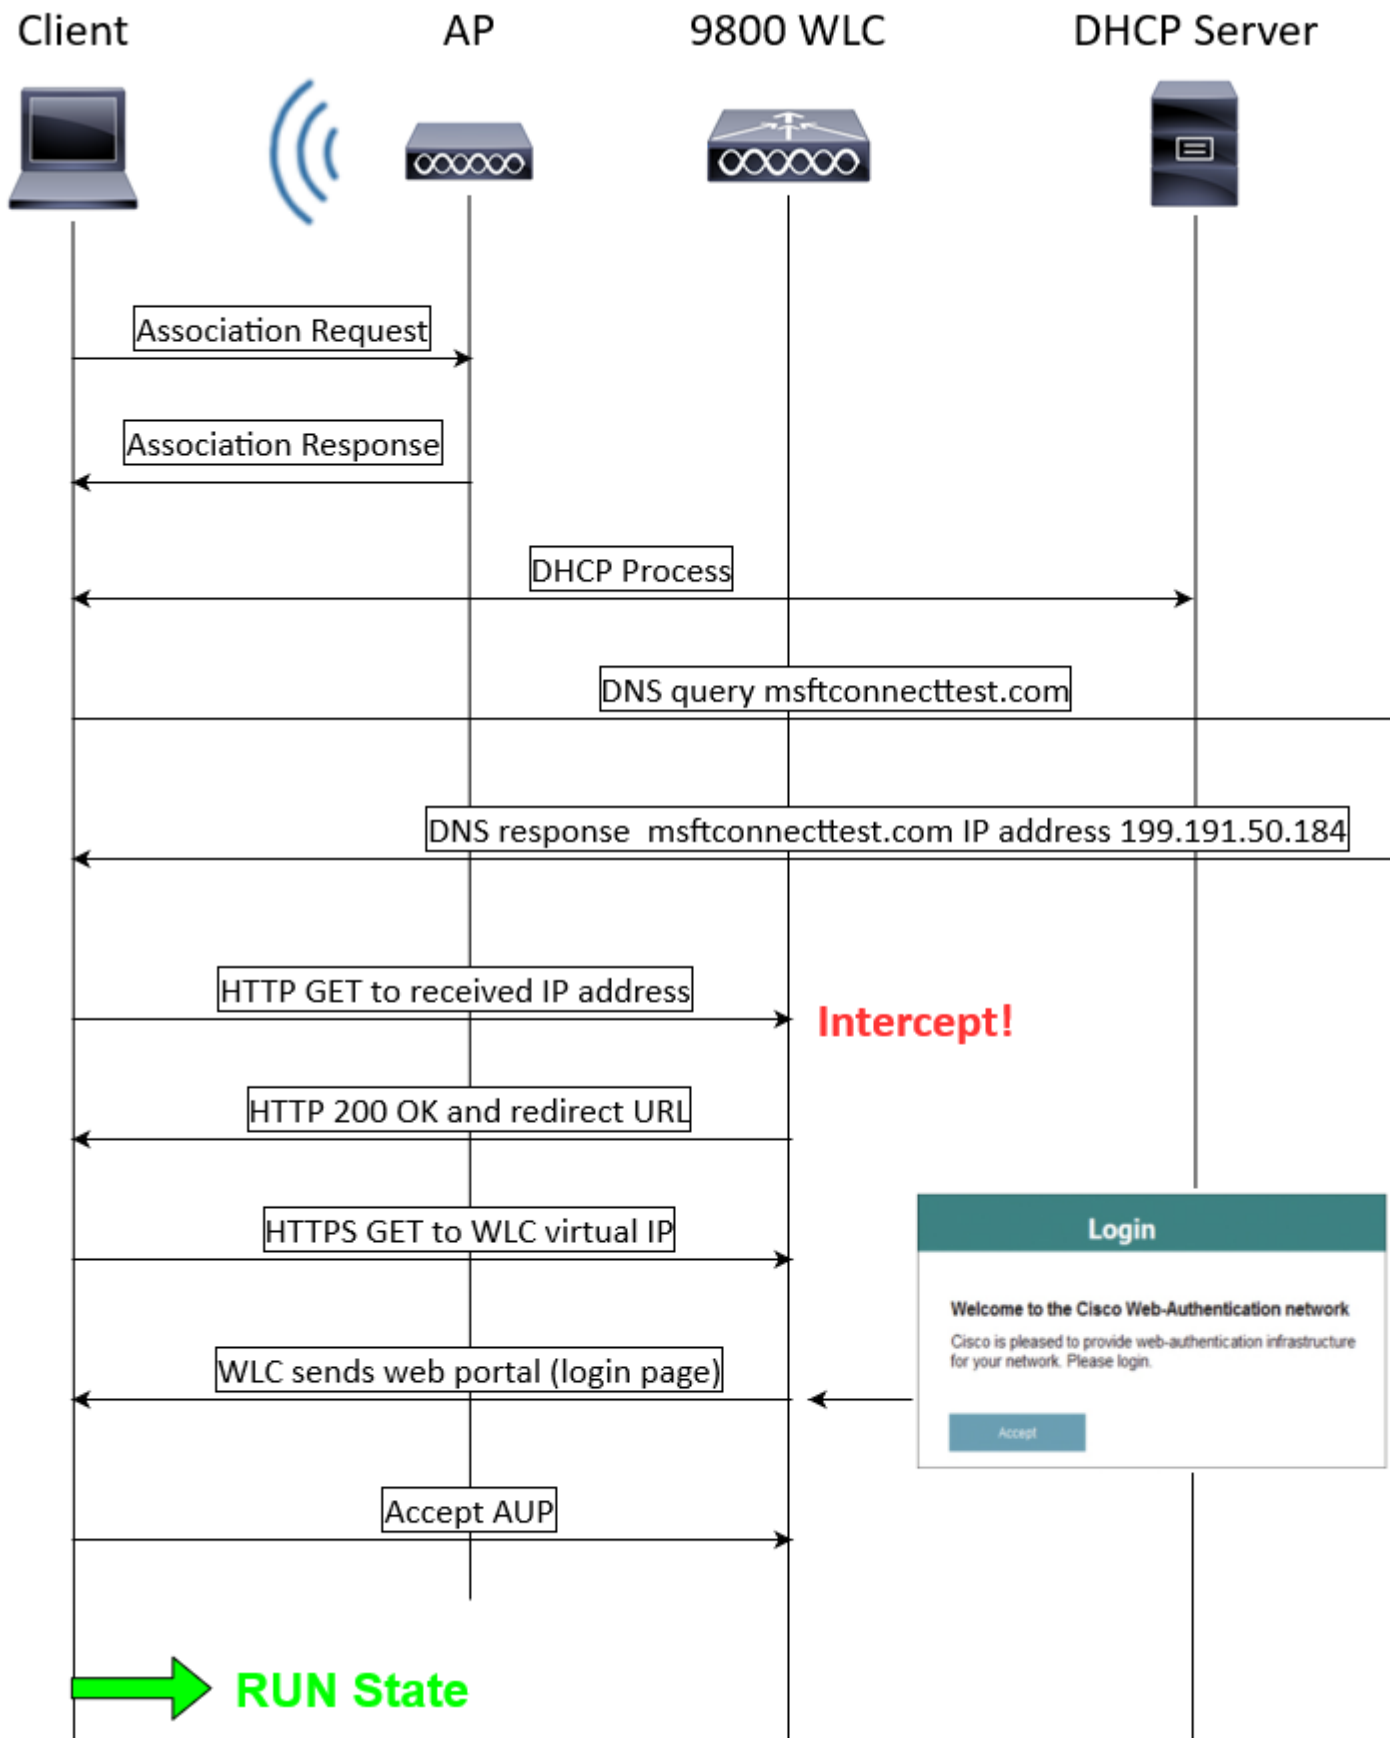 Client
AP
9800 WLC
DHCP Server
Association Request
Association Response
DHCP Process
DNS query msftconnecttest.com
DNS response msftconnecttest.com IP address 199.191.50.184
HTTP GET to received IP address
Intercept!
HTTP 200 OK and redirect URL
HTTPS GET to WLC virtual IP
Login
Welcome to the Cisco Web-Authentication network
Cisco is pleased to provide web-authentication infrastructure
for your network. Please login.
WLC sends web portal (login page)
Accept
Accept AUP
RUN State